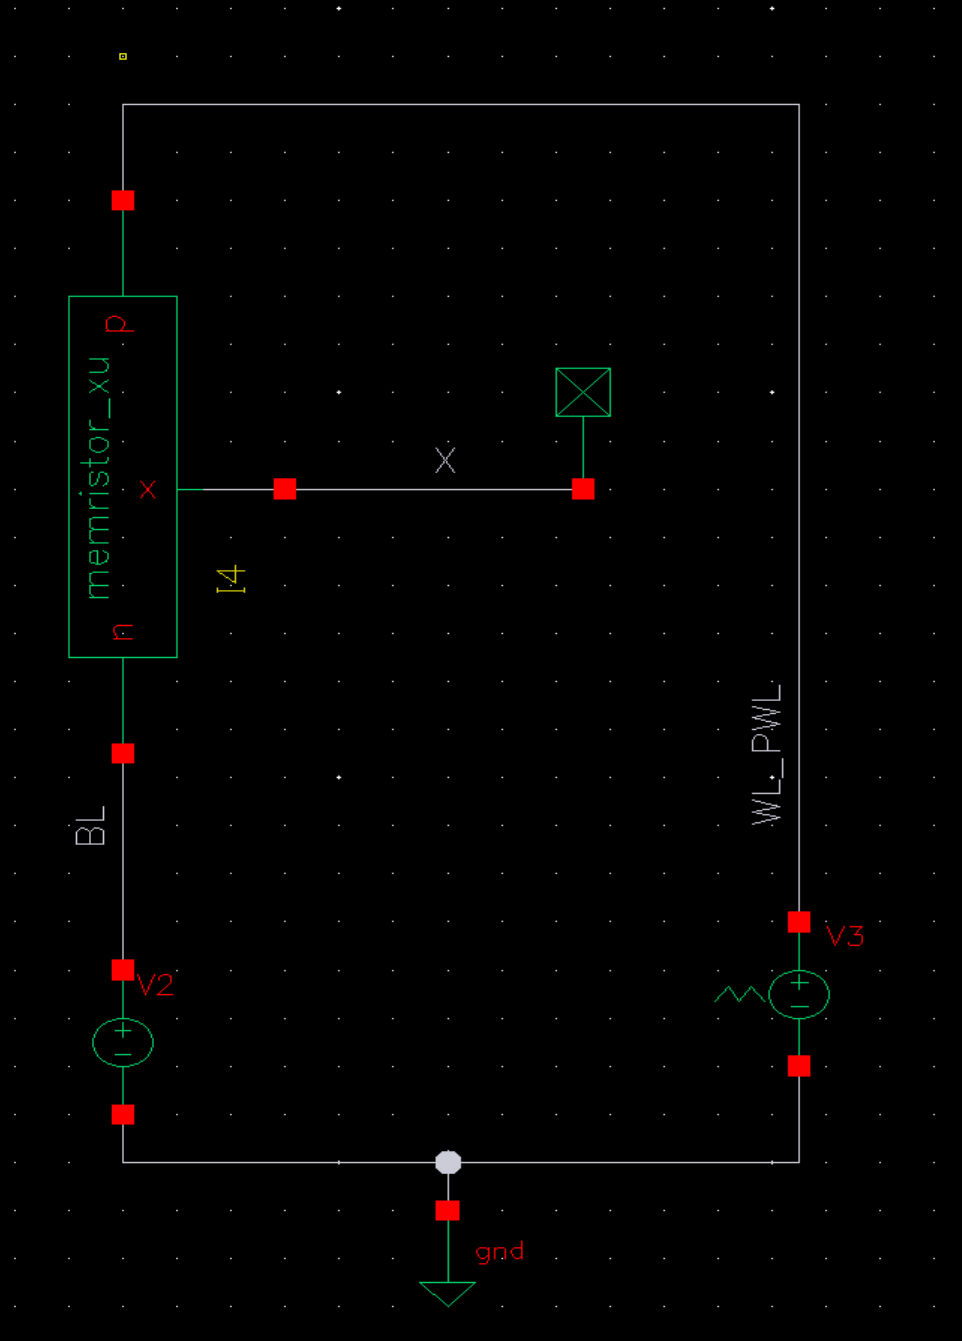 p
memristor_xu
x
n
X
I4
BL
WL_PWL
V2
V3
gnd